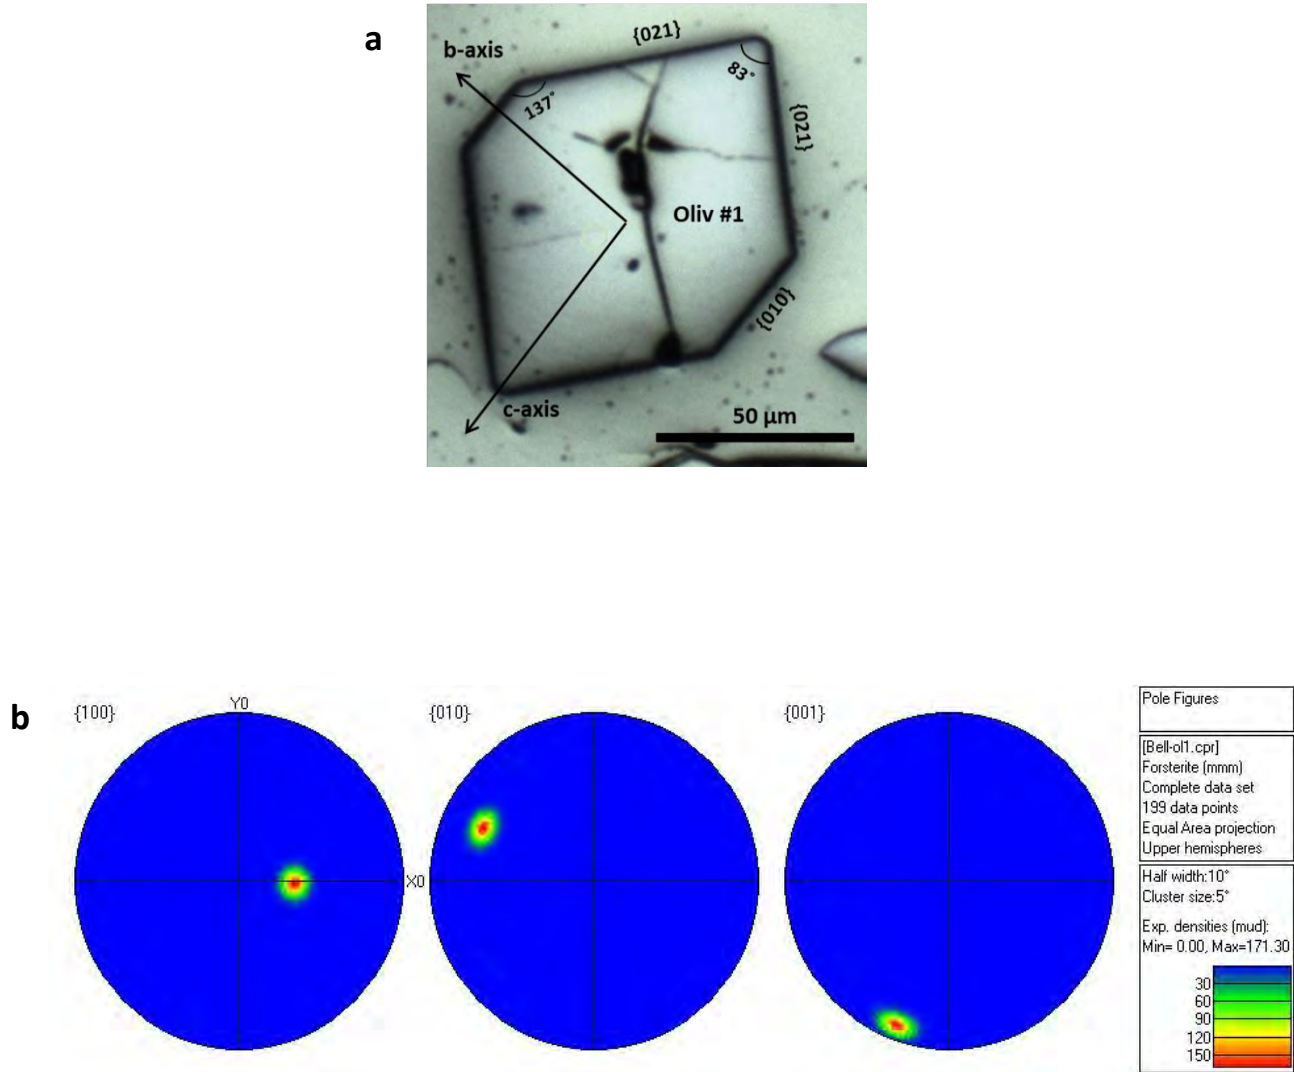 a
b-axis
{021}
83°
137°
{021}
Oliv #1
{010}
c-axis
50 µm
b
{100}
Y0
X0
{010}
{001}
Pole Figures
[Bell-ol1.cpr]
Forsterite (mmm)
Complete data set
199 data points
Equal Area projection
Upper hemispheres
Half width:10°
Cluster size:5°
Exp. densities (mud):
Min= 0.00, Max=171.30
30
60
90
120
150